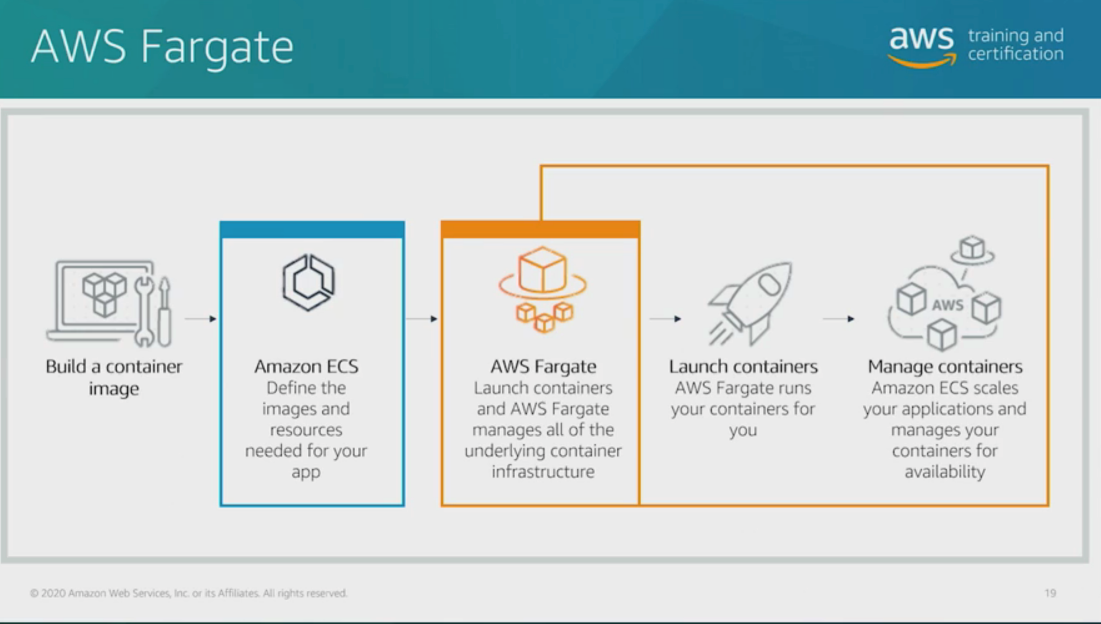 AWS Fargate
aws training and
certification
Build a container
image
Amazon ECS
Define the
images and
resources
needed for your
app
AWS Fargate
Launch containers
and AWS Fargate
manages all of the
underlying container
infrastructure
Launch containers
AWS Fargate runs
your containers for
you
AWS
Manage containers
Amazon ECS scales
your applications and
manages your
containers for
availability
© 2020 Amazon Web Services, Inc. or its Affiliates. All rights reserved.
19